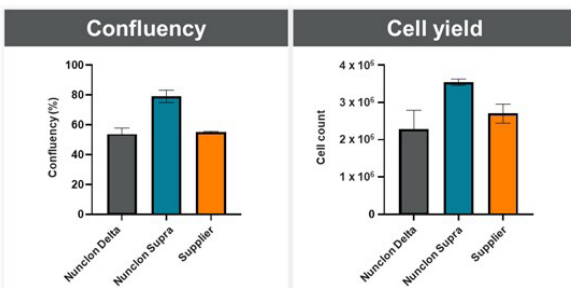 Confluency
Confluency (%)
100
80
60
40
20
0
Nunclon Delta
Nunclon Supra
Supplier
Cell yield
Cell count
4 x 10⁶
3 x 10⁶
2 x 10⁶
1 x 10⁶
0
Nunclon Delta
Nunclon Supra
Supplier